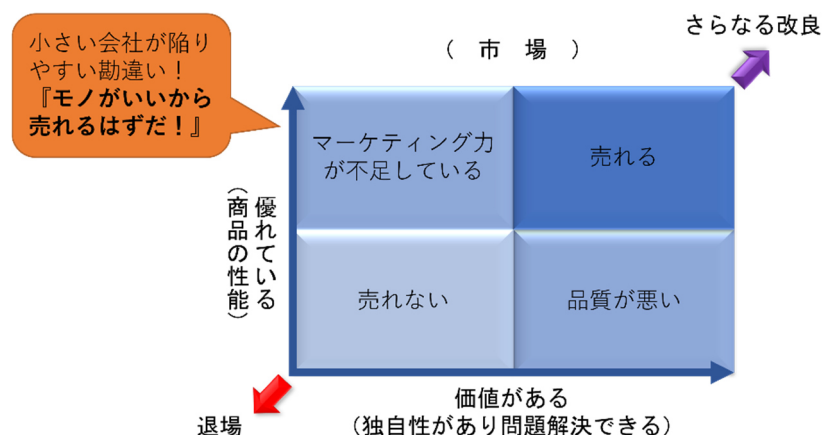 さらなる改良
小さい会社が陥り
やすい勘違い！
『モノがいいから
売れるはずだ！』
（ 市 場 ）
マーケティング力
が不足している
売れる
優れている
（商品の性能）
売れない
品質が悪い
価値がある
（独自性があり問題解決できる）
退場